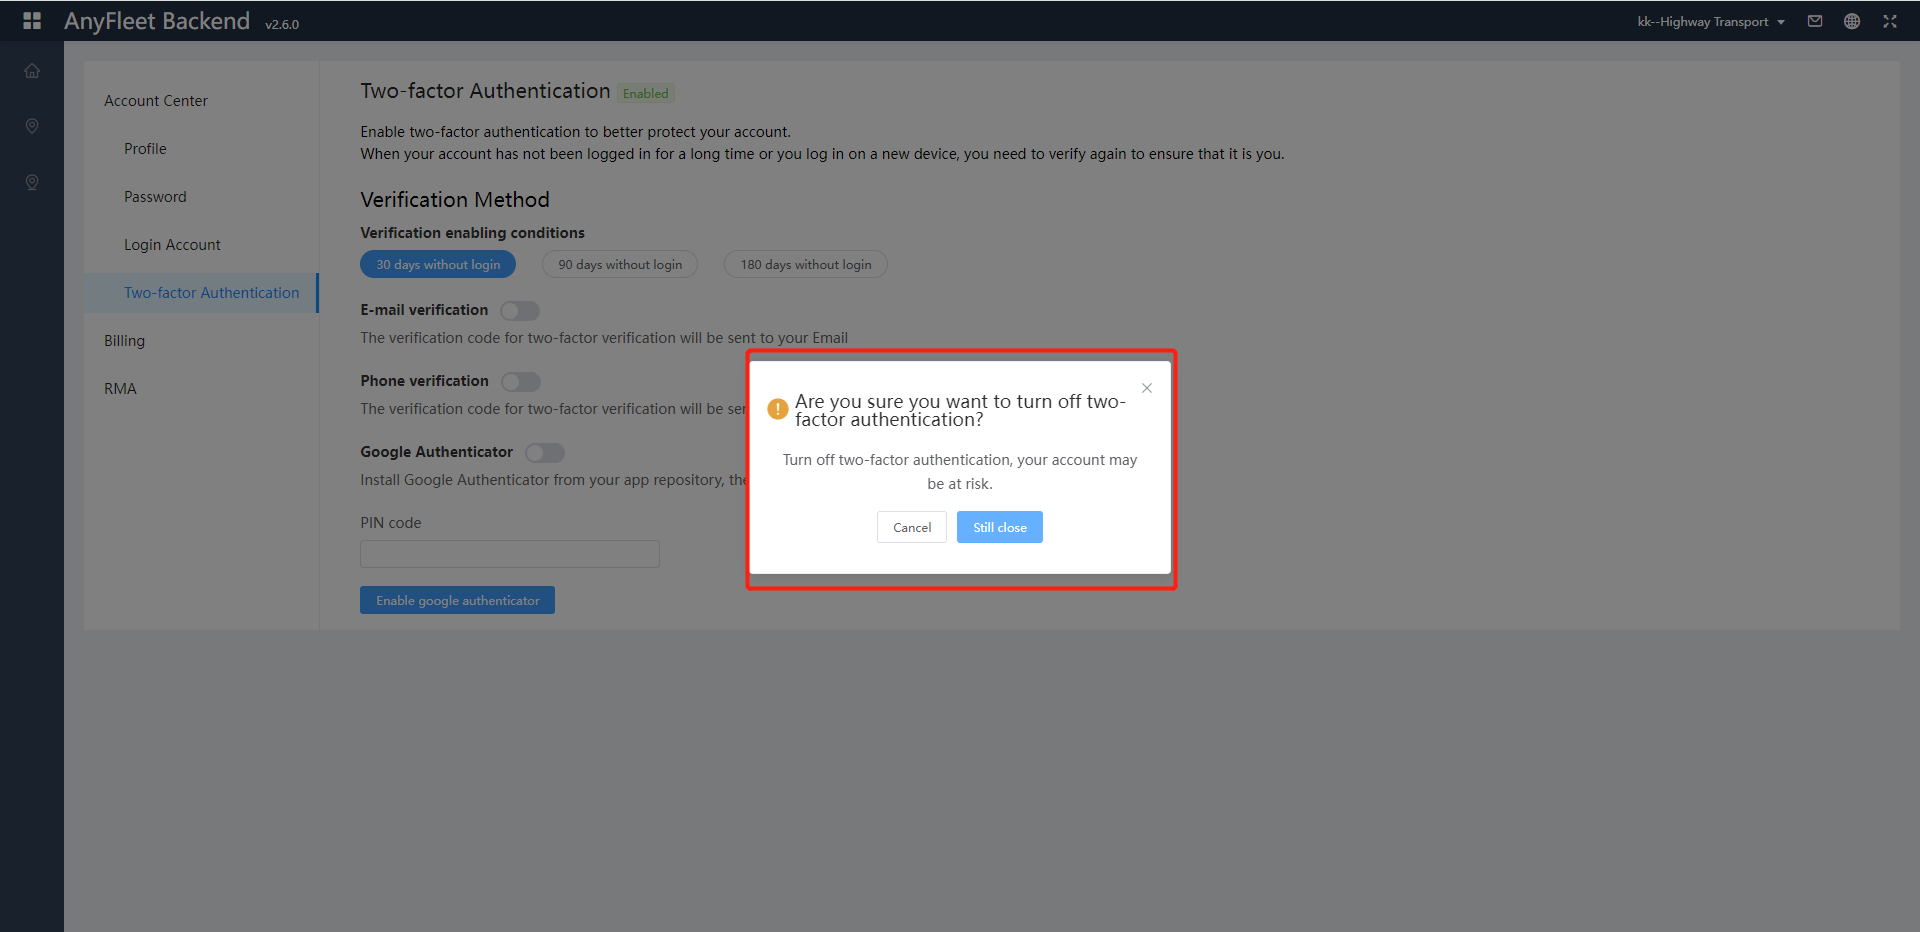 AnyFleet Backend v2.6.0
kk--Highway Transport
Account Center
Profile
Password
Login Account
Two-factor Authentication
Billing
RMA
Two-factor Authentication Enabled
Enable two-factor authentication to better protect your account.
When your account has not been logged in for a long time or you log in on a new device, you need to verify again to ensure that it is you.
Verification Method
Verification enabling conditions
30 days without login
90 days without login
180 days without login
E-mail verification
The verification code for two-factor verification will be sent to your Email
Phone verification
The verification code for two-factor verification will be
Google Authenticator
Install Google Authenticator from your app repository,
PIN code
Enable google authenticator
Are you sure you want to turn off two-
factor authentication?
Turn off two-factor authentication, your account may
be at risk.
Cancel
Still close